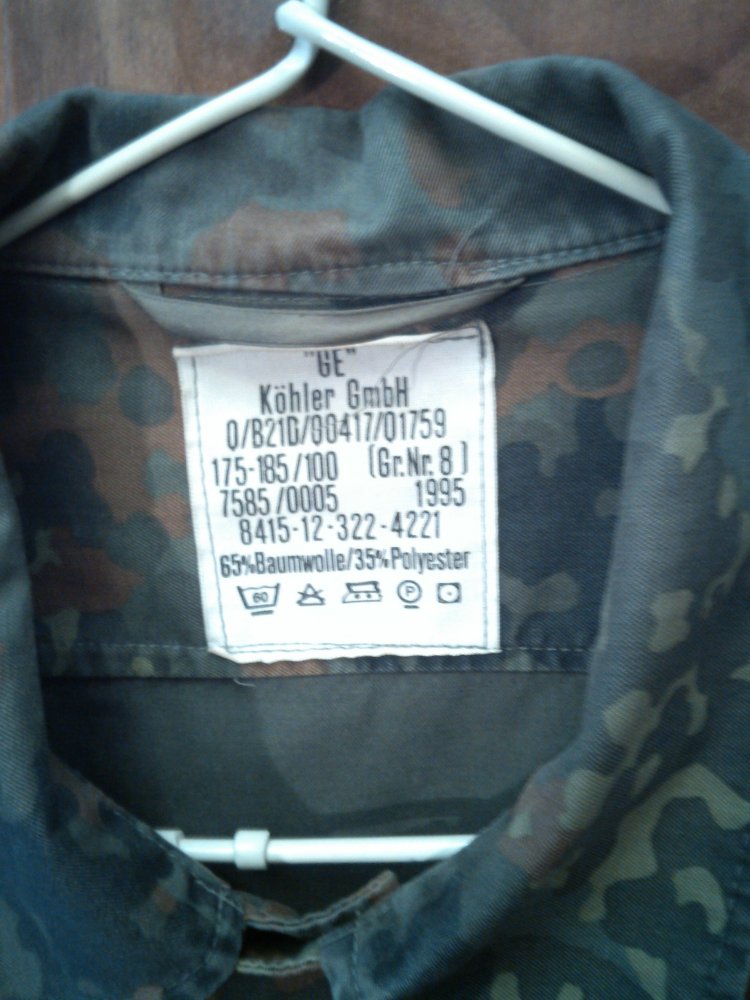 "GE"
Köhler GmbH
0/B21D/00417/01759
175-185/100 (Gr.Nr. 8)
7585/0005 1995
8415-12-322-4221
65%Baumwolle/35%Polyester
60 P